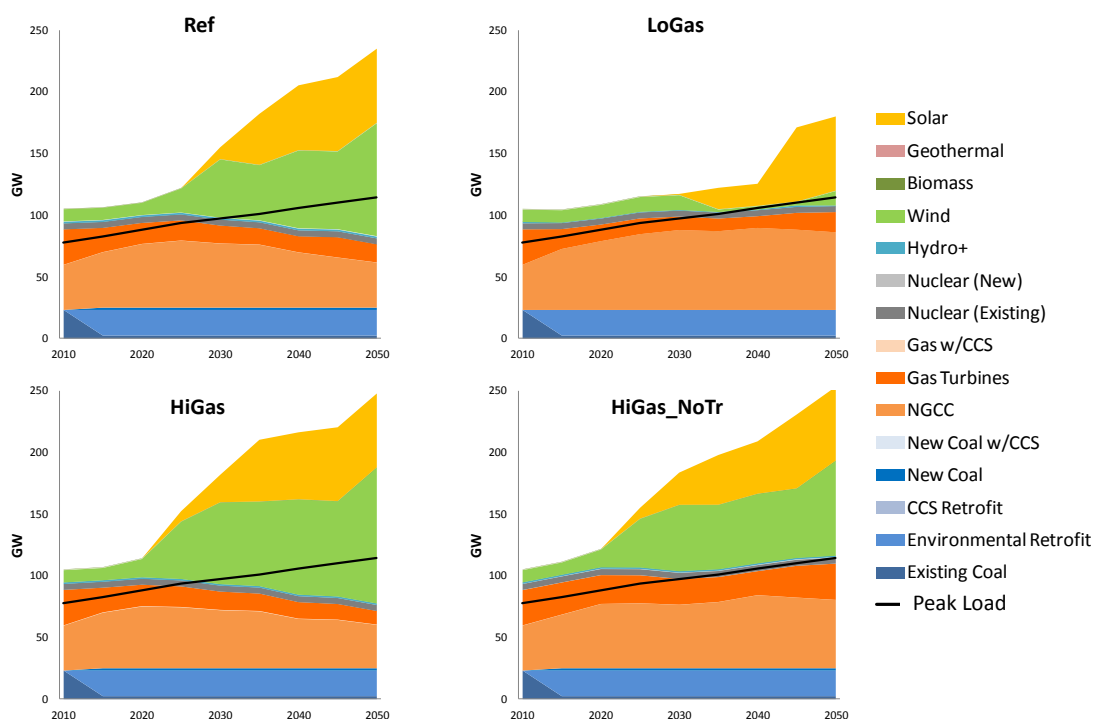 Ref
250
200
150
100
50
0
GW
2010
2020
2030
2040
2050
LoGas
250
200
150
100
50
0
GW
2010
2020
2030
2040
2050
HiGas
250
200
150
100
50
0
GW
2010
2020
2030
2040
2050
HiGas_NoTr
250
200
150
100
50
0
GW
2010
2020
2030
2040
2050
Solar
Geothermal
Biomass
Wind
Hydro+
Nuclear (New)
Nuclear (Existing)
Gas w/CCS
Gas Turbines
NGCC
New Coal w/CCS
New Coal
CCS Retrofit
Environmental Retrofit
Existing Coal
Peak Load